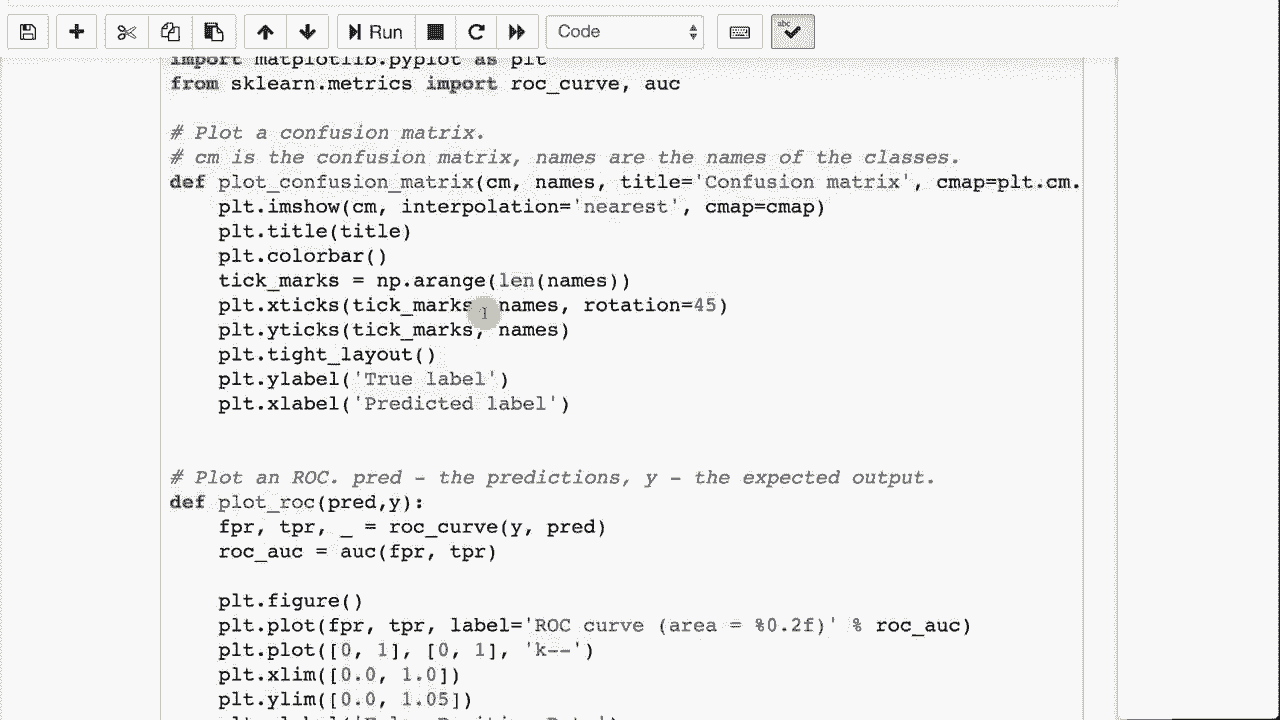 Run
Code
abc
import matplotlib.pyplot as plt
from sklearn.metrics import roc_curve, auc
# Plot a confusion matrix.
# cm is the confusion matrix, names are the names of the classes.
def plot_confusion_matrix(cm, names, title='Confusion matrix', cmap=plt.cm.
    plt.imshow(cm, interpolation='nearest', cmap=cmap)
    plt.title(title)
    plt.colorbar()
    tick_marks = np.arange(len(names))
    plt.xticks(tick_marks, names, rotation=45)
    plt.yticks(tick_marks, names)
    plt.tight_layout()
    plt.ylabel('True label')
    plt.xlabel('Predicted label')
# Plot an ROC. pred - the predictions, y - the expected output.
def plot_roc(pred,y):
    fpr, tpr, _ = roc_curve(y, pred)
    roc_auc = auc(fpr, tpr)
    plt.figure()
    plt.plot(fpr, tpr, label='ROC curve (area = %0.2f)' % roc_auc)
    plt.plot([0, 1], [0, 1], 'k--')
    plt.xlim([0.0, 1.0])
    plt.ylim([0.0, 1.05])